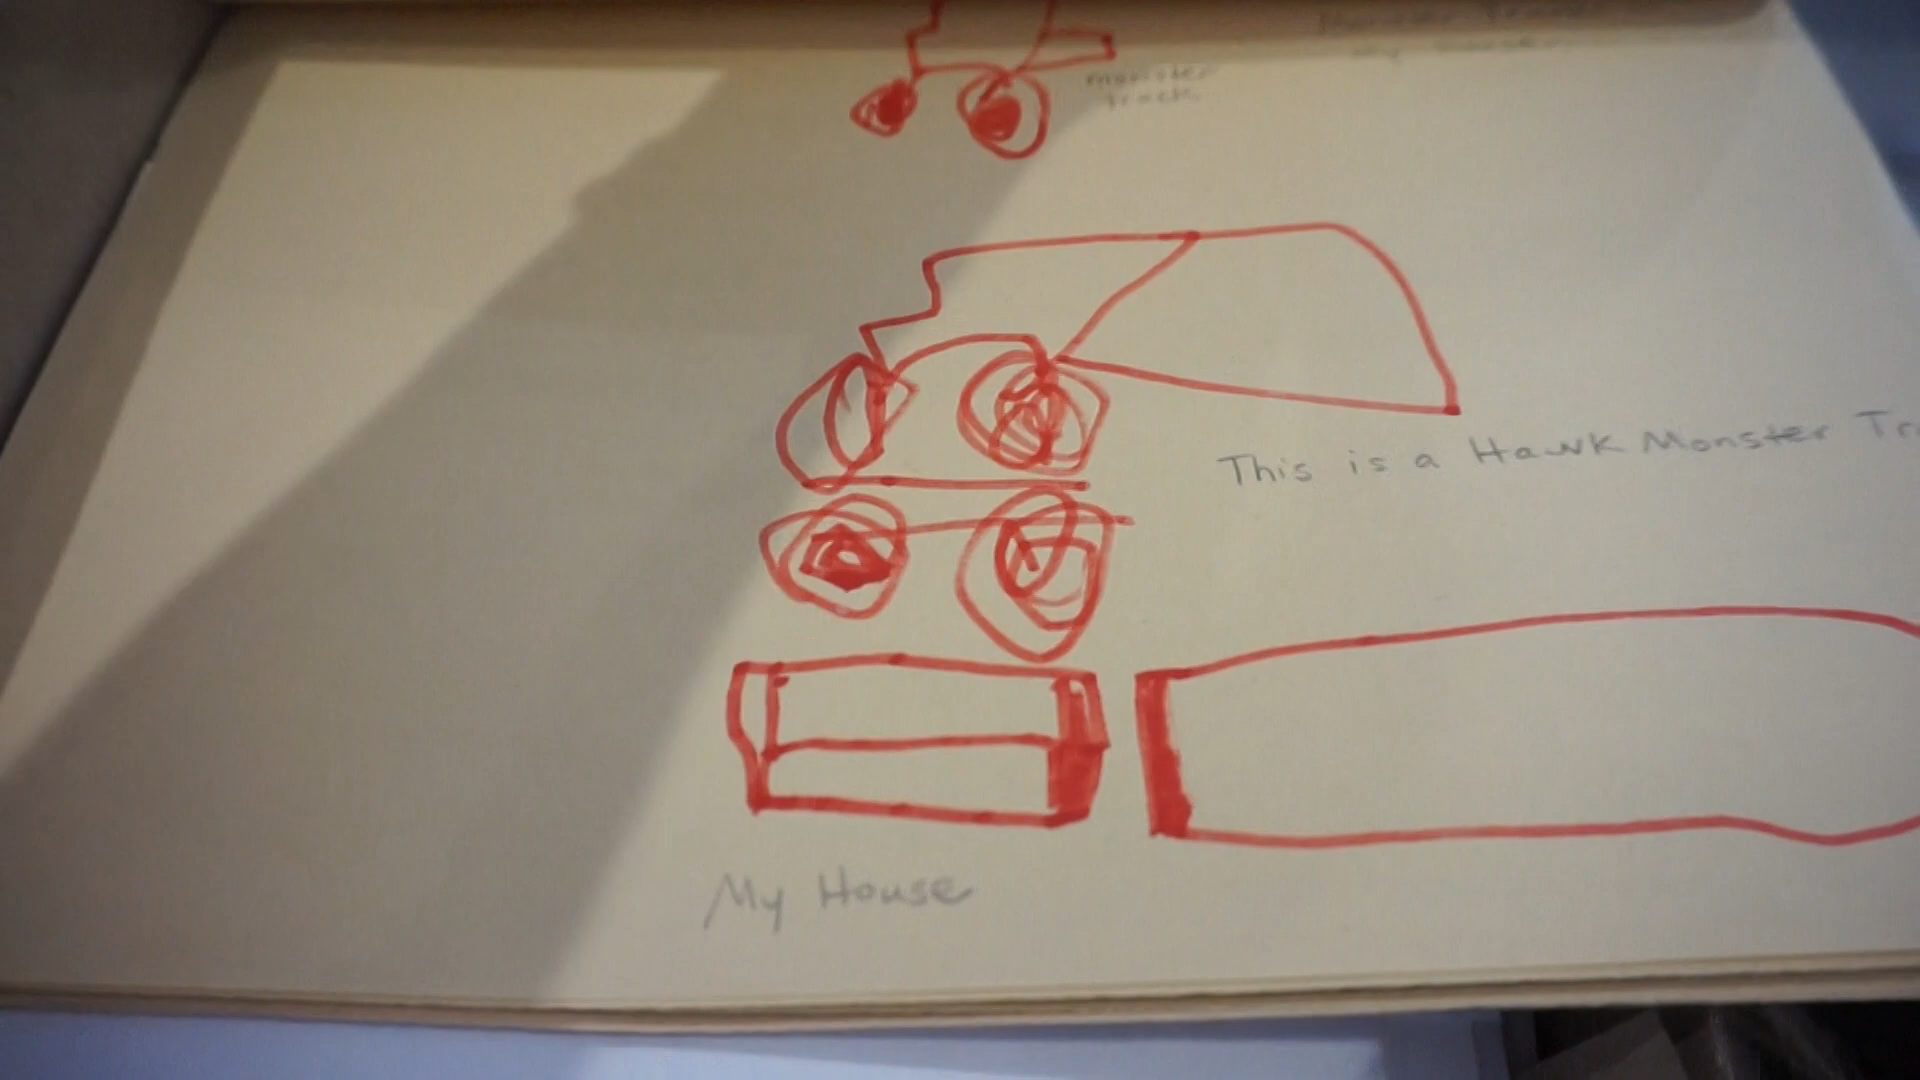 monster
truck
This is a Hawk Monster Tr
My House